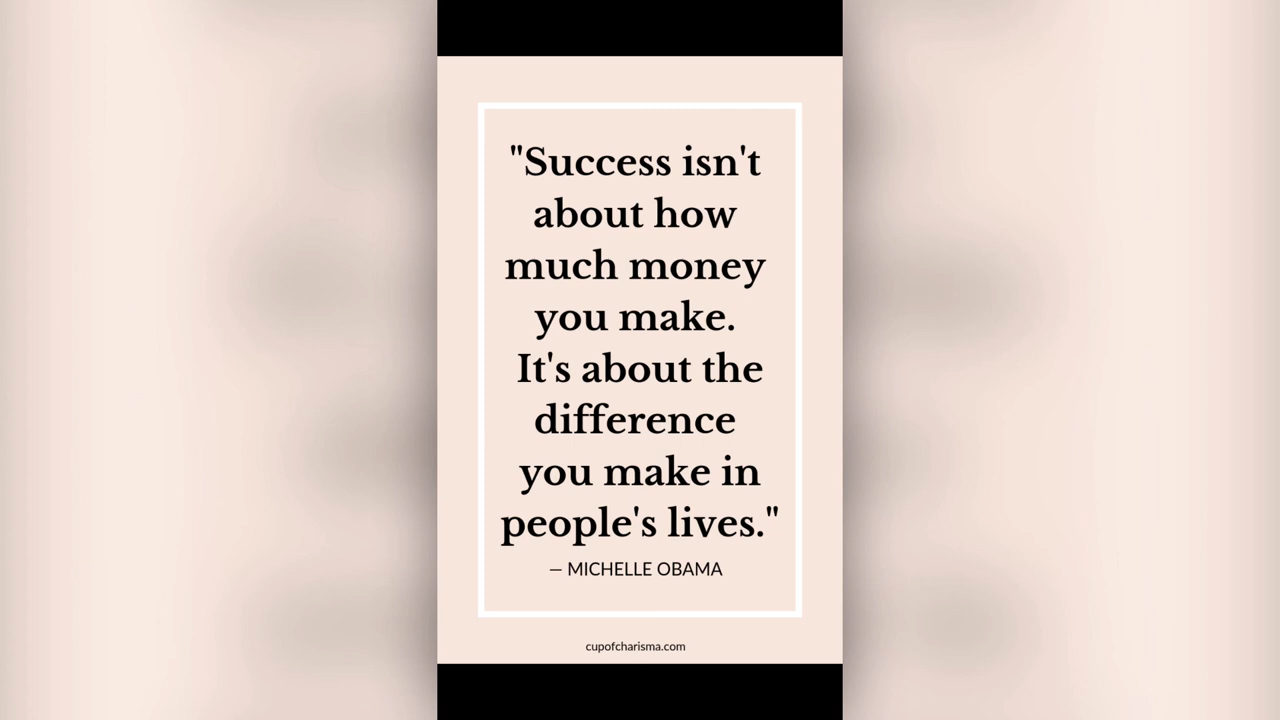 "Success isn't
about how
much money
you make.
It's about the
difference
you make in
people's lives."
— MICHELLE OBAMA
cupofcharisma.com